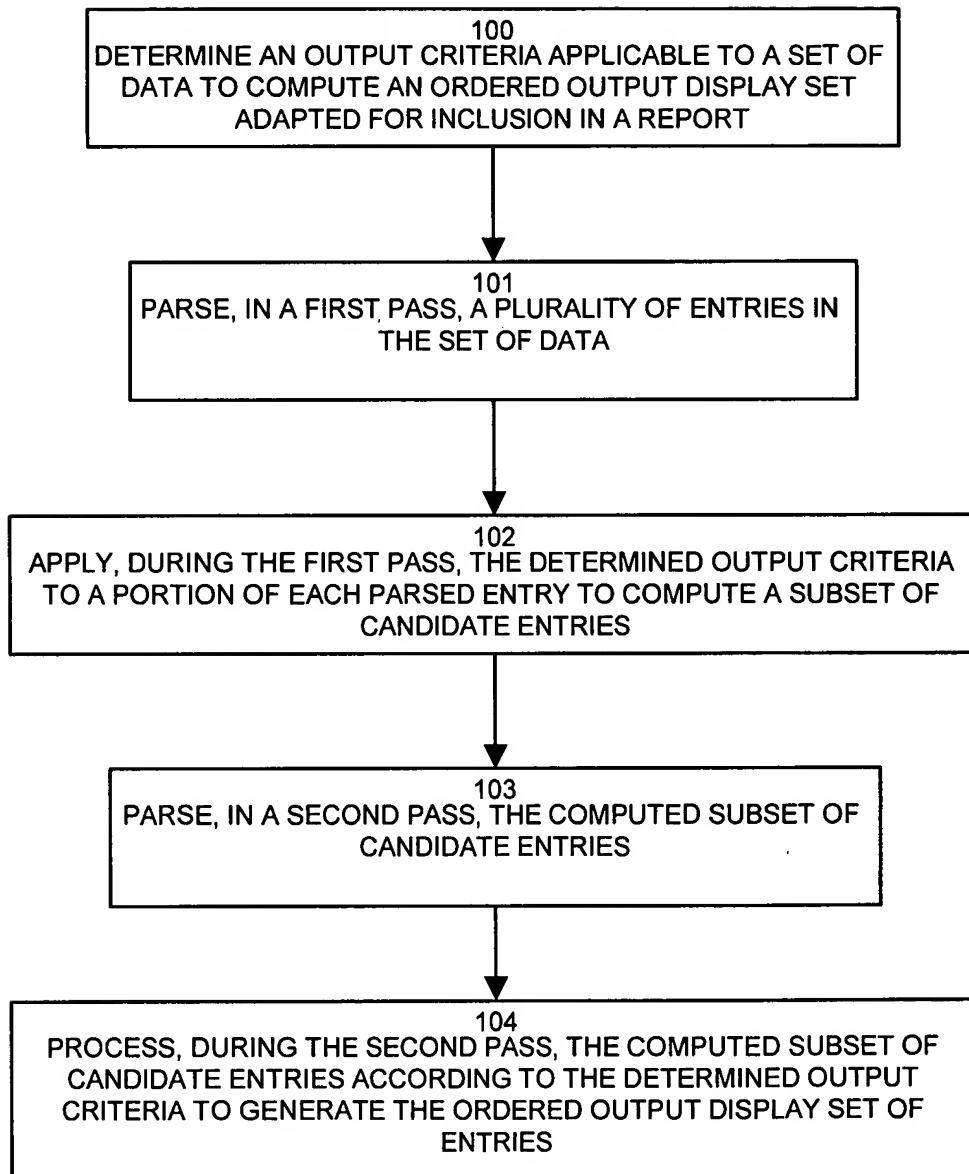 100
DETERMINE AN OUTPUT CRITERIA APPLICABLE TO A SET OF
DATA TO COMPUTE AN ORDERED OUTPUT DISPLAY SET
ADAPTED FOR INCLUSION IN A REPORT
101
PARSE, IN A FIRST PASS, A PLURALITY OF ENTRIES IN
THE SET OF DATA
102
APPLY, DURING THE FIRST PASS, THE DETERMINED OUTPUT CRITERIA
TO A PORTION OF EACH PARSED ENTRY TO COMPUTE A SUBSET OF
CANDIDATE ENTRIES
103
PARSE, IN A SECOND PASS, THE COMPUTED SUBSET OF
CANDIDATE ENTRIES
104
PROCESS, DURING THE SECOND PASS, THE COMPUTED SUBSET OF
CANDIDATE ENTRIES ACCORDING TO THE DETERMINED OUTPUT
CRITERIA TO GENERATE THE ORDERED OUTPUT DISPLAY SET OF
ENTRIES